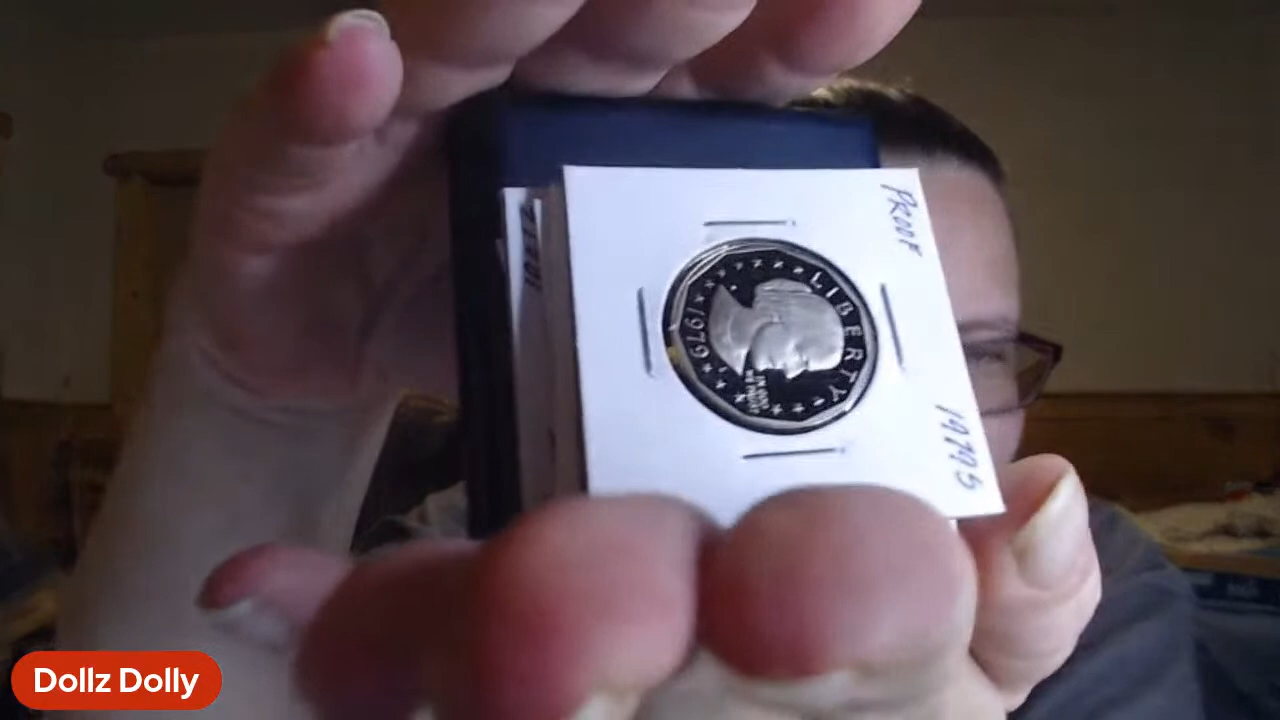 PROOF
LIBERTY
IN GOD
WE TRUST
1979
1979S
Dollz Dolly